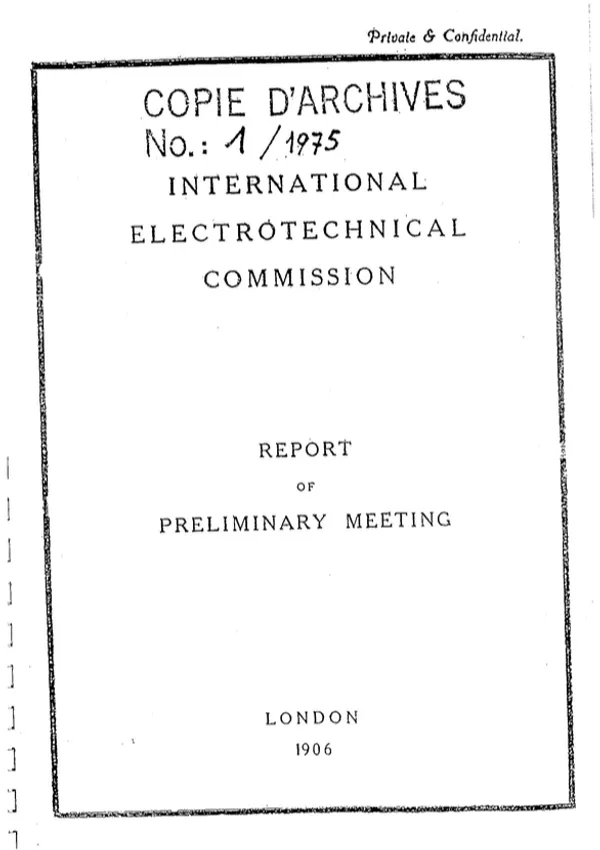 Private & Confidential.
COPIE D'ARCHIVES
No.: 1/1975
INTERNATIONAL
ELECTROTECHNICAL
COMMISSION
REPORT
OF
PRELIMINARY MEETING
LONDON
1906